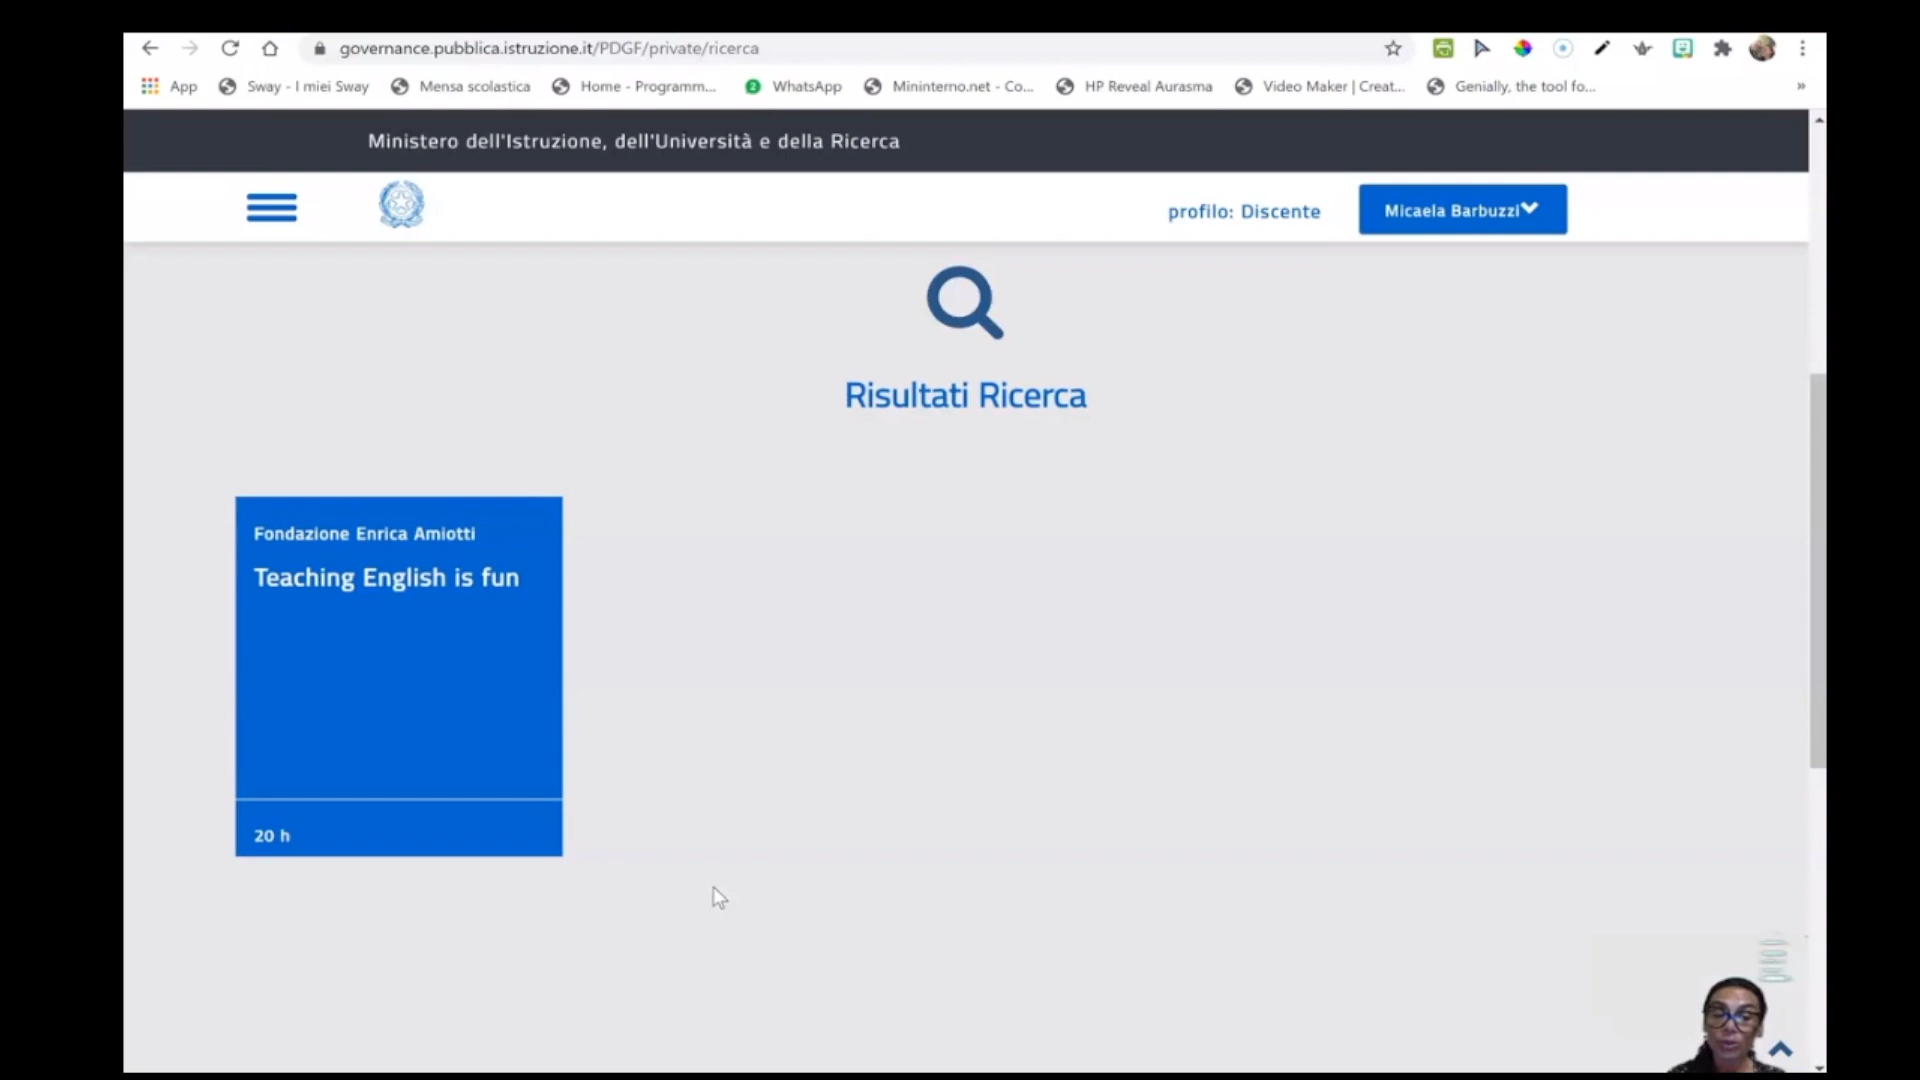 governance.pubblica.istruzione.it/PDGF/private/ricerca
App Sway - I miei Sway Mensa scolastica Home - Programm... WhatsApp Mininterno.net - Co... HP Reveal Aurasma Video Maker | Creat... Genially, the tool fo... »
Ministero dell'Istruzione, dell'Università e della Ricerca
profilo: Discente Micaela Barbuzzi
Risultati Ricerca
Fondazione Enrica Amiotti
Teaching English is fun
20 h